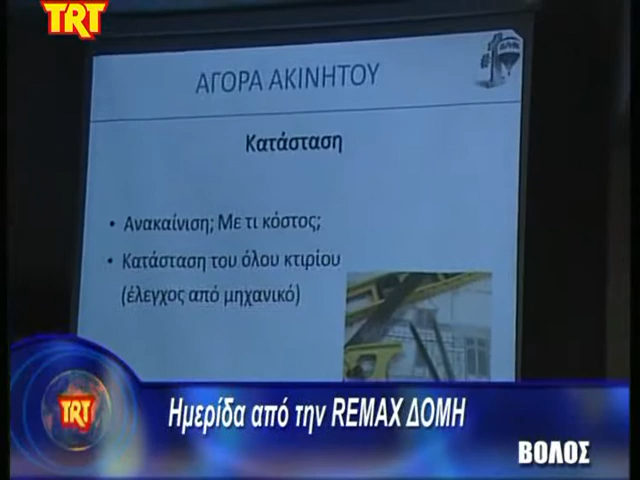 TRT
ΑΓΟΡΑ ΑΚΙΝΗΤΟΥ
Κατάσταση
• Ανακαίνιση; Με τι κόστος;
• Κατάσταση του όλου κτιρίου
(έλεγχος από μηχανικό)
TRT
Ημερίδα από την REMAX ΔΟΜΗ
ΒΟΛΟΣ